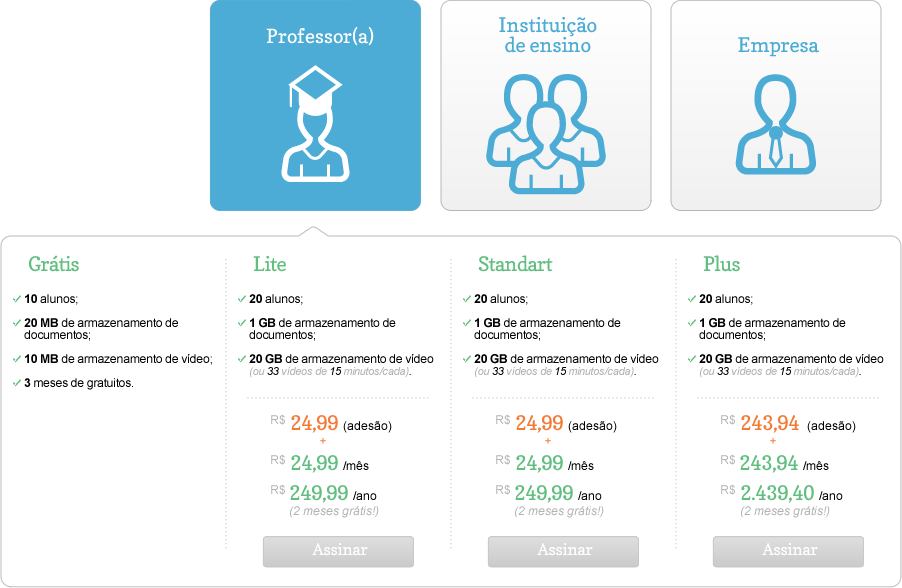 Professor(a)
Instituição
de ensino
Empresa
Grátis
10 alunos;
20 MB de armazenamento de
documentos;
10 MB de armazenamento de vídeo;
3 meses de gratuitos.
Lite
20 alunos;
1 GB de armazenamento de
documentos;
20 GB de armazenamento de vídeo
(ou 33 vídeos de 15 minutos/cada).
R$ 24,99 (adesão)
+
R$ 24,99 /mês
R$ 249,99 /ano
(2 meses grátis!)
Assinar
Standart
20 alunos;
1 GB de armazenamento de
documentos;
20 GB de armazenamento de vídeo
(ou 33 vídeos de 15 minutos/cada).
R$ 24,99 (adesão)
+
R$ 24,99 /mês
R$ 249,99 /ano
(2 meses grátis!)
Assinar
Plus
20 alunos;
1 GB de armazenamento de
documentos;
20 GB de armazenamento de vídeo
(ou 33 vídeos de 15 minutos/cada).
R$ 243,94 (adesão)
+
R$ 243,94 /mês
R$ 2.439,40 /ano
(2 meses grátis!)
Assinar